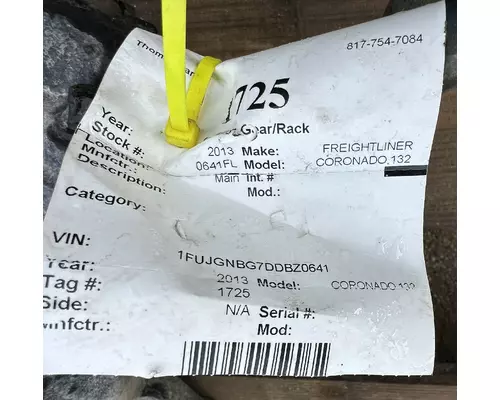 817-754-7084
1725
Gear/Rack
Year: 2013 Make: FREIGHTLINER
Stock #: 0641FL Model: CORONADO 132
Location: Main Int. #
Mnfctr.: Mod.:
Description:
Category:
VIN: 1FUJGNBG7DDBZ0641
Year: 2013 Model: CORONADO 132
Tag #: 1725
Side: N/A Serial #:
Mnfctr.: Mod: